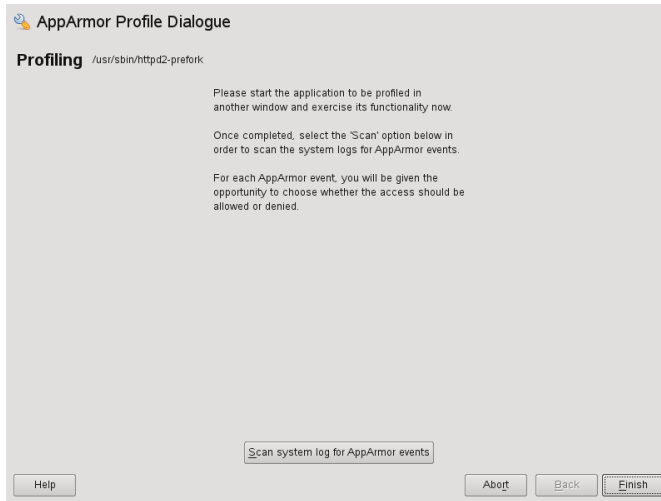 AppArmor Profile Dialogue
Profiling /usr/sbin/httpd2-prefork
Please start the application to be profiled in
another window and exercise its functionality now.
Once completed, select the 'Scan' option below in
order to scan the system logs for AppArmor events.
For each AppArmor event, you will be given the
opportunity to choose whether the access should be
allowed or denied.
Scan system log for AppArmor events
Help Abort Back Finish